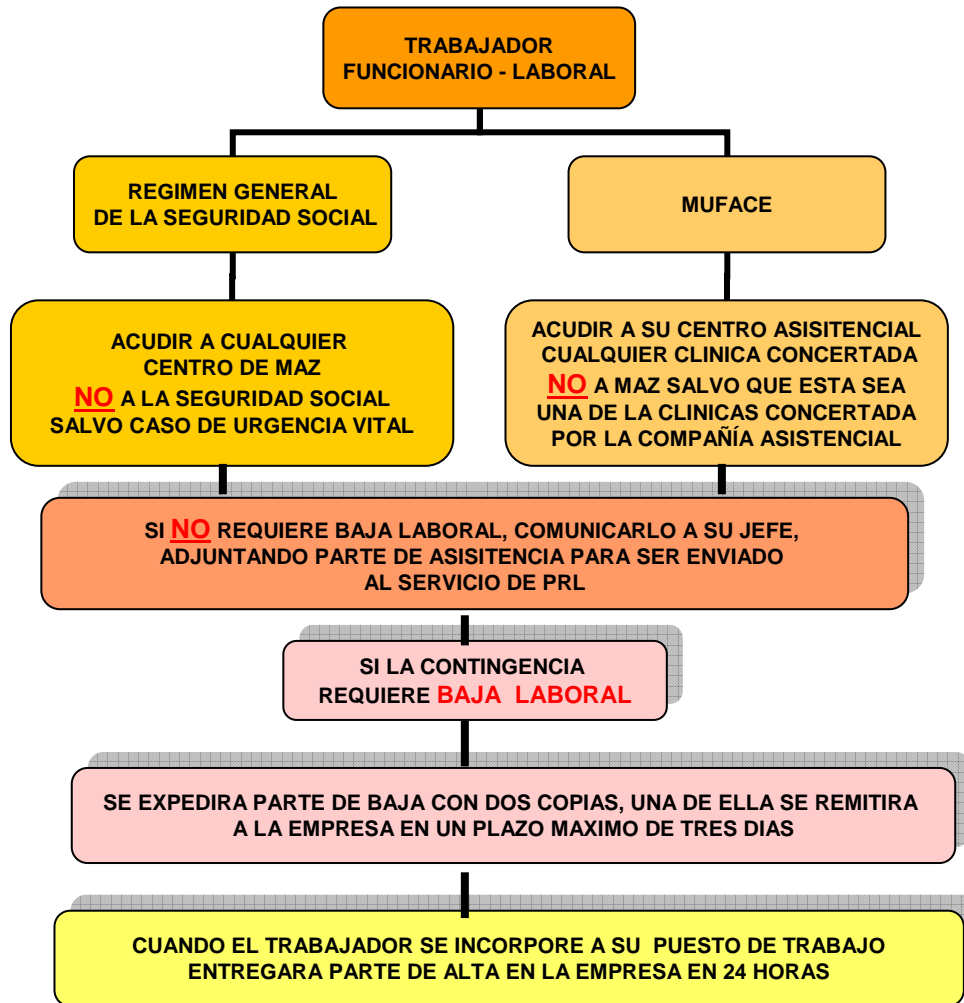 TRABAJADOR
FUNCIONARIO - LABORAL
REGIMEN GENERAL
DE LA SEGURIDAD SOCIAL
MUFACE
ACUDIR A CUALQUIER
CENTRO DE MAZ
NO A LA SEGURIDAD SOCIAL
SALVO CASO DE URGENCIA VITAL
ACUDIR A SU CENTRO ASISITENCIAL
CUALQUIER CLINICA CONCERTADA
NO A MAZ SALVO QUE ESTA SEA
UNA DE LA CLINICAS CONCERTADA
POR LA COMPAÑÍA ASISTENCIAL
SI NO REQUIERE BAJA LABORAL, COMUNICARLO A SU JEFE,
ADJUNTANDO PARTE DE ASISITENCIA PARA SER ENVIADO
AL SERVICIO DE PRL
SI LA CONTINGENCIA
REQUIERE BAJA LABORAL
SE EXPEDIRA PARTE DE BAJA CON DOS COPIAS, UNA DE ELLA SE REMITIRA
A LA EMPRESA EN UN PLAZO MAXIMO DE TRES DIAS
CUANDO EL TRABAJADOR SE INCORPORE A SU PUESTO DE TRABAJO
ENTREGARA PARTE DE ALTA EN LA EMPRESA EN 24 HORAS